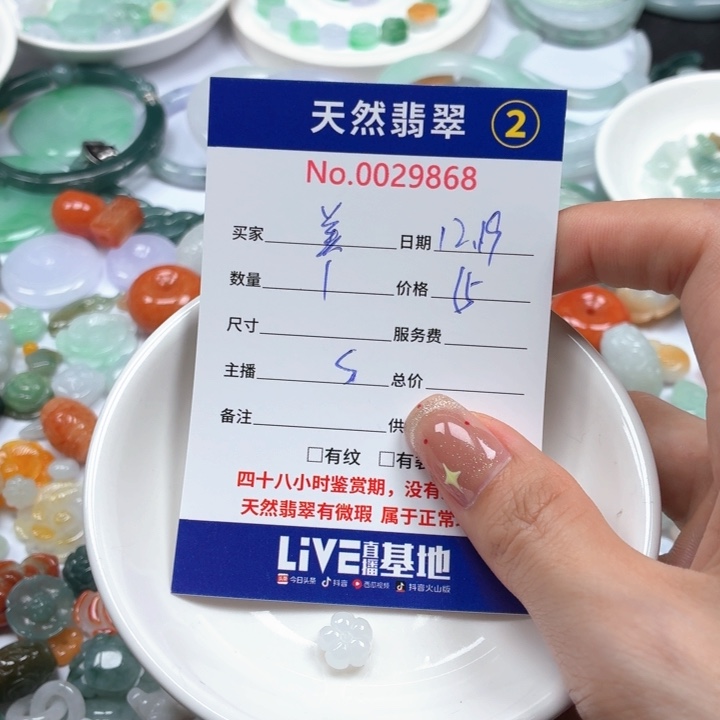 天然翡翠 ②
No.0029868
买家 姜 日期 12.19
数量 1 价格 15
尺寸 服务费
主播 S 总价
备注 供
□有纹 □有
四十八小时鉴赏期，没有
天然翡翠有微瑕 属于正常
LiVE直播基地
头条 今日头条 抖音 西瓜视频 抖音火山版